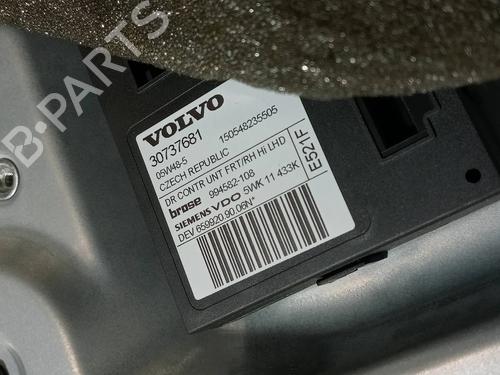 B-PARTS
VOLVO
30737681 150548235505
05W48-5
CZECH REPUBLIC
DR CONTR UNT FRT/RH Hi LHD
brose 994582-108
SIEMENS VDO 5WK 11 433K
DEV 659920.90.06N*
E521F